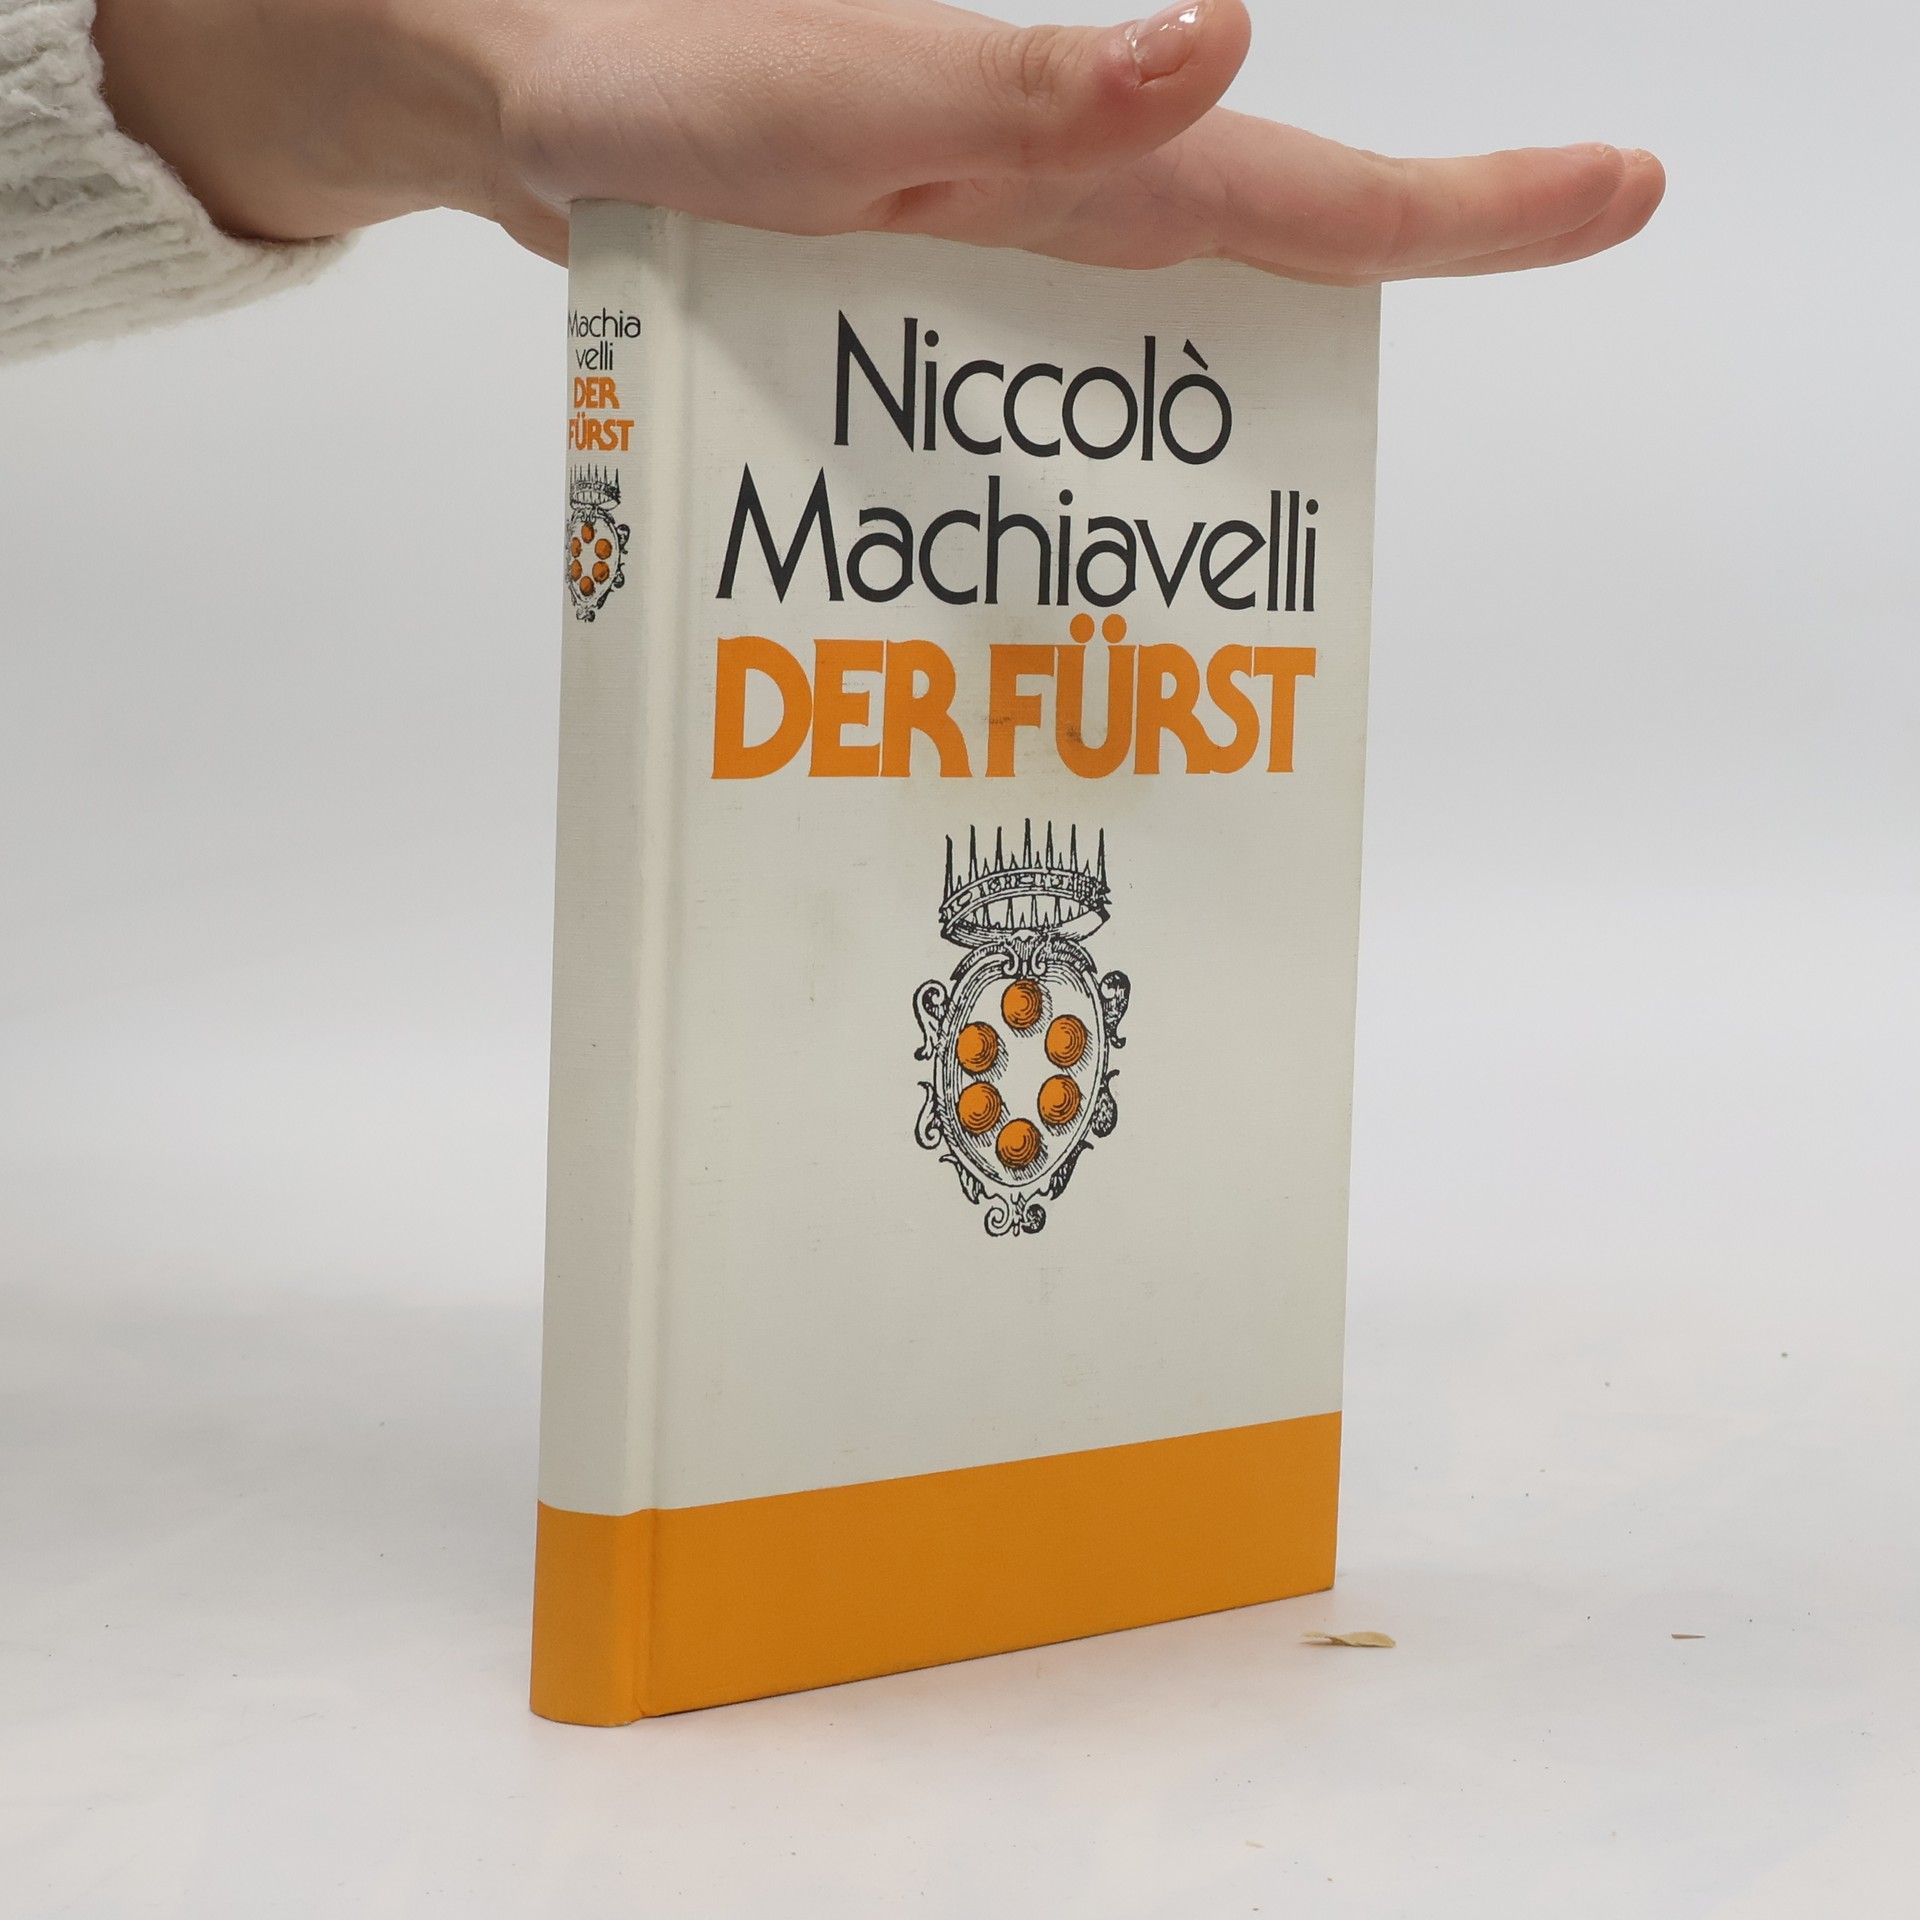 Machia
velli
DER
FÜRST
Niccolò
Machiavelli
DER FÜRST